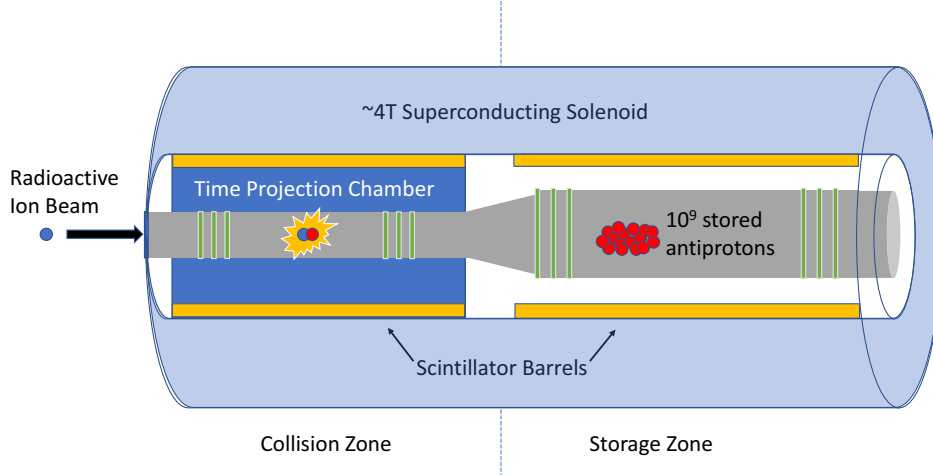 ~4T Superconducting Solenoid
Radioactive
Ion Beam
Time Projection Chamber
10⁹ stored
antiprotons
Scintillator Barrels
Collision Zone
Storage Zone